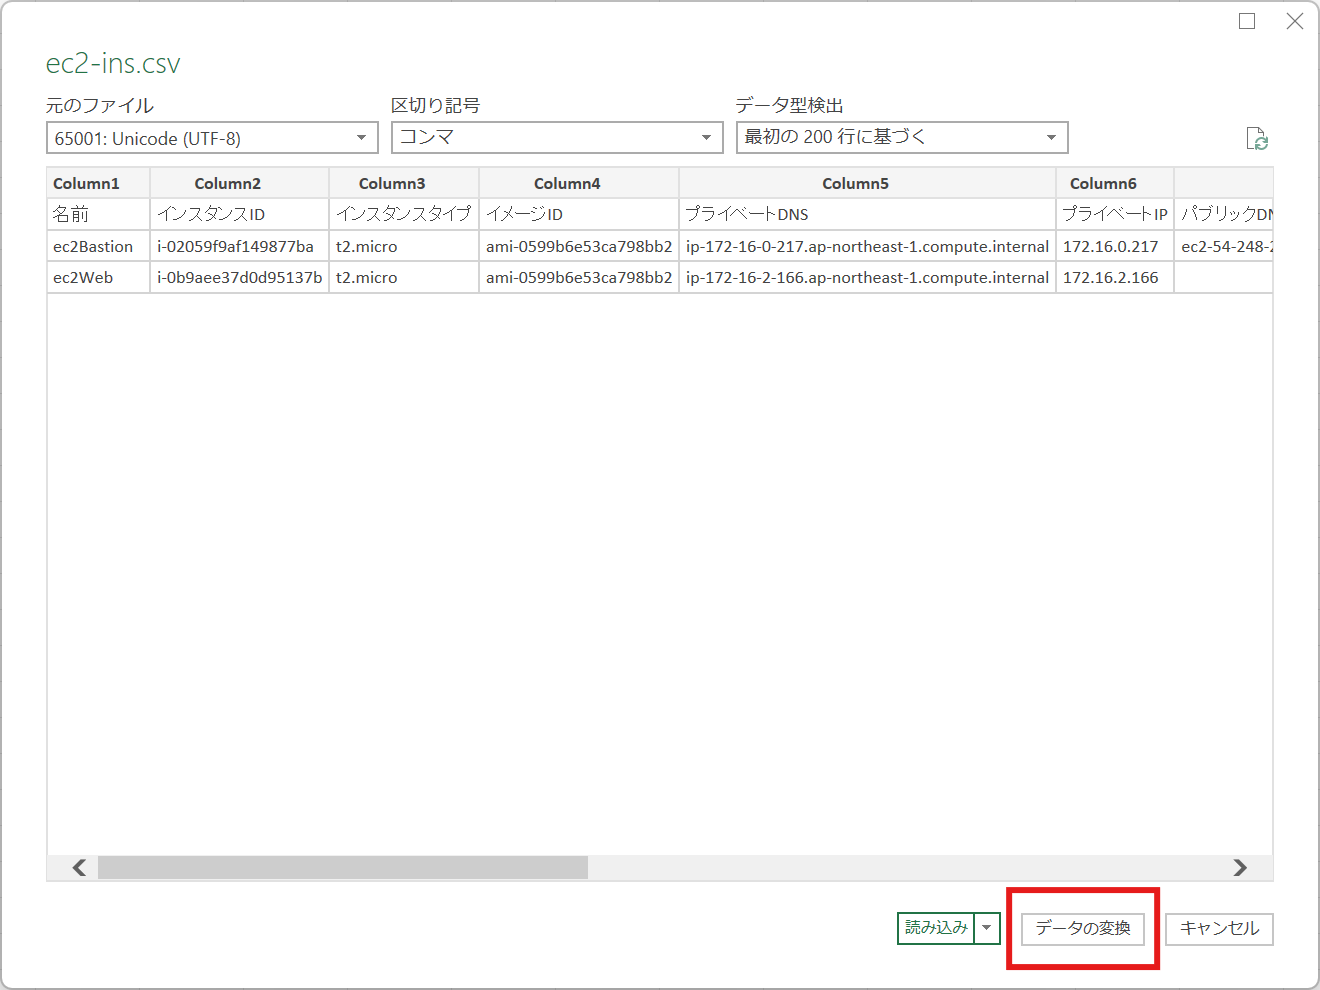 ec2-ins.csv
元のファイル 区切り記号 データ型検出
65001: Unicode (UTF-8) コンマ 最初の 200 行に基づく
Column1 Column2 Column3 Column4 Column5 Column6
名前 インスタンスID インスタンスタイプ イメージID プライベートDNS プライベートIP パブリックDN
ec2Bastion i-02059f9af149877ba t2.micro ami-0599b6e53ca798bb2 ip-172-16-0-217.ap-northeast-1.compute.internal 172.16.0.217 ec2-54-248-2
ec2Web i-0b9aee37d0d95137b t2.micro ami-0599b6e53ca798bb2 ip-172-16-2-166.ap-northeast-1.compute.internal 172.16.2.166
読み込み データの変換 キャンセル